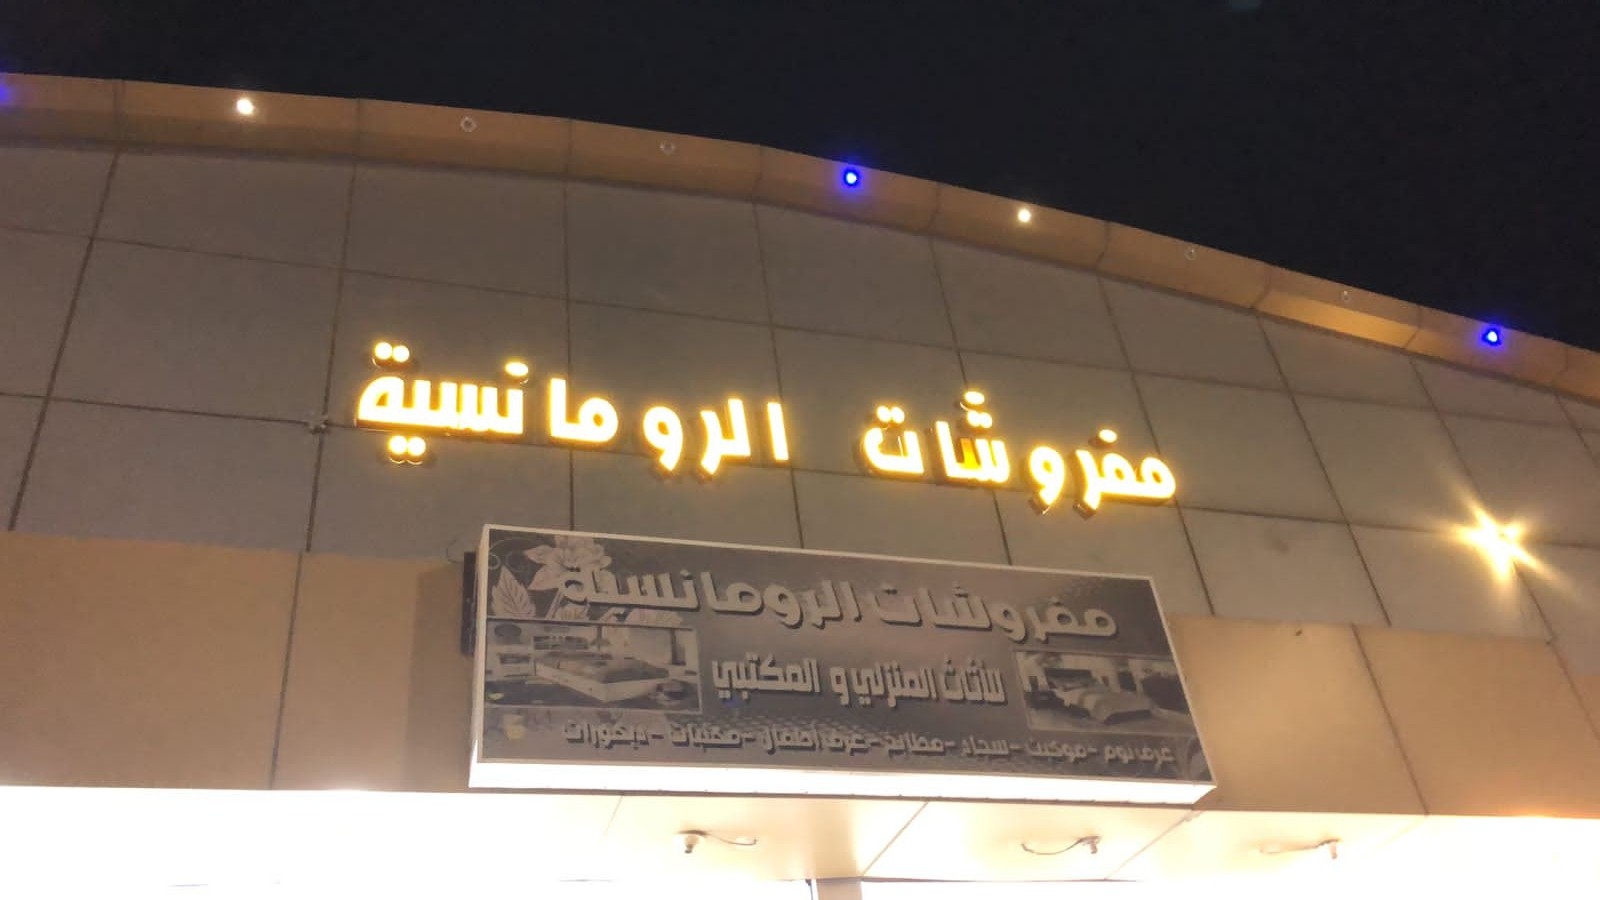 مفروشات الرومانسية
مفروشات الرومانسية
للأثاث المنزلي و المكتبي
غرف نوم - موكيت - سجاد - مطابخ - غرف أطفال - مكتبات - ديكورات